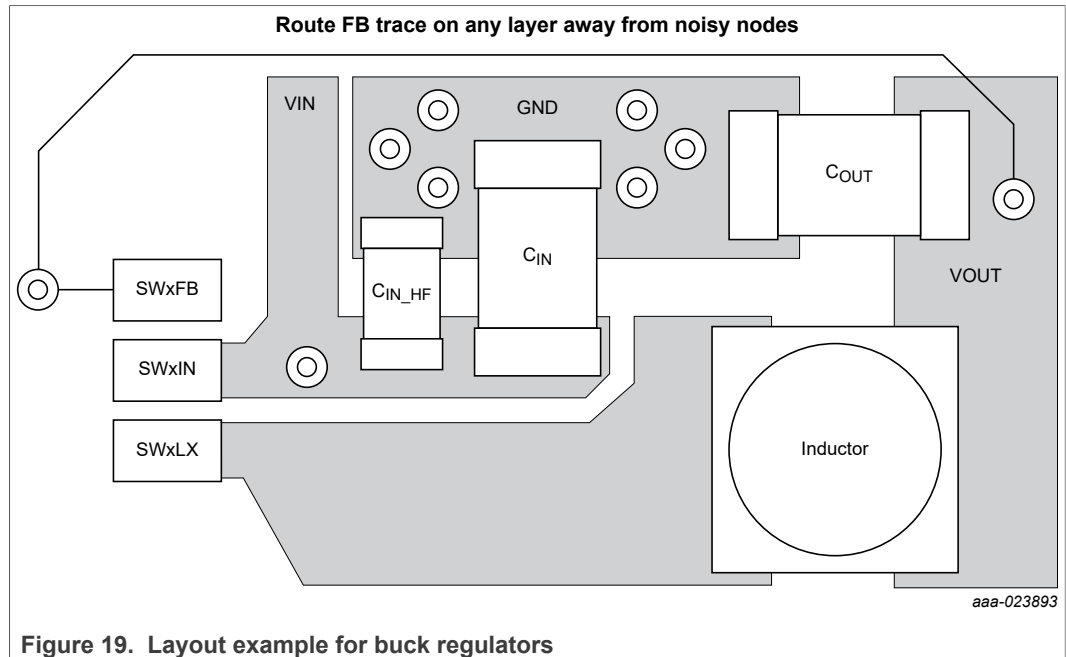 Route FB trace on any layer away from noisy nodes
VIN
GND
COUT
CIN
CIN_HF
SWxFB
VOUT
SWxIN
SWxLX
Inductor
aaa-023893
Figure 19. Layout example for buck regulators